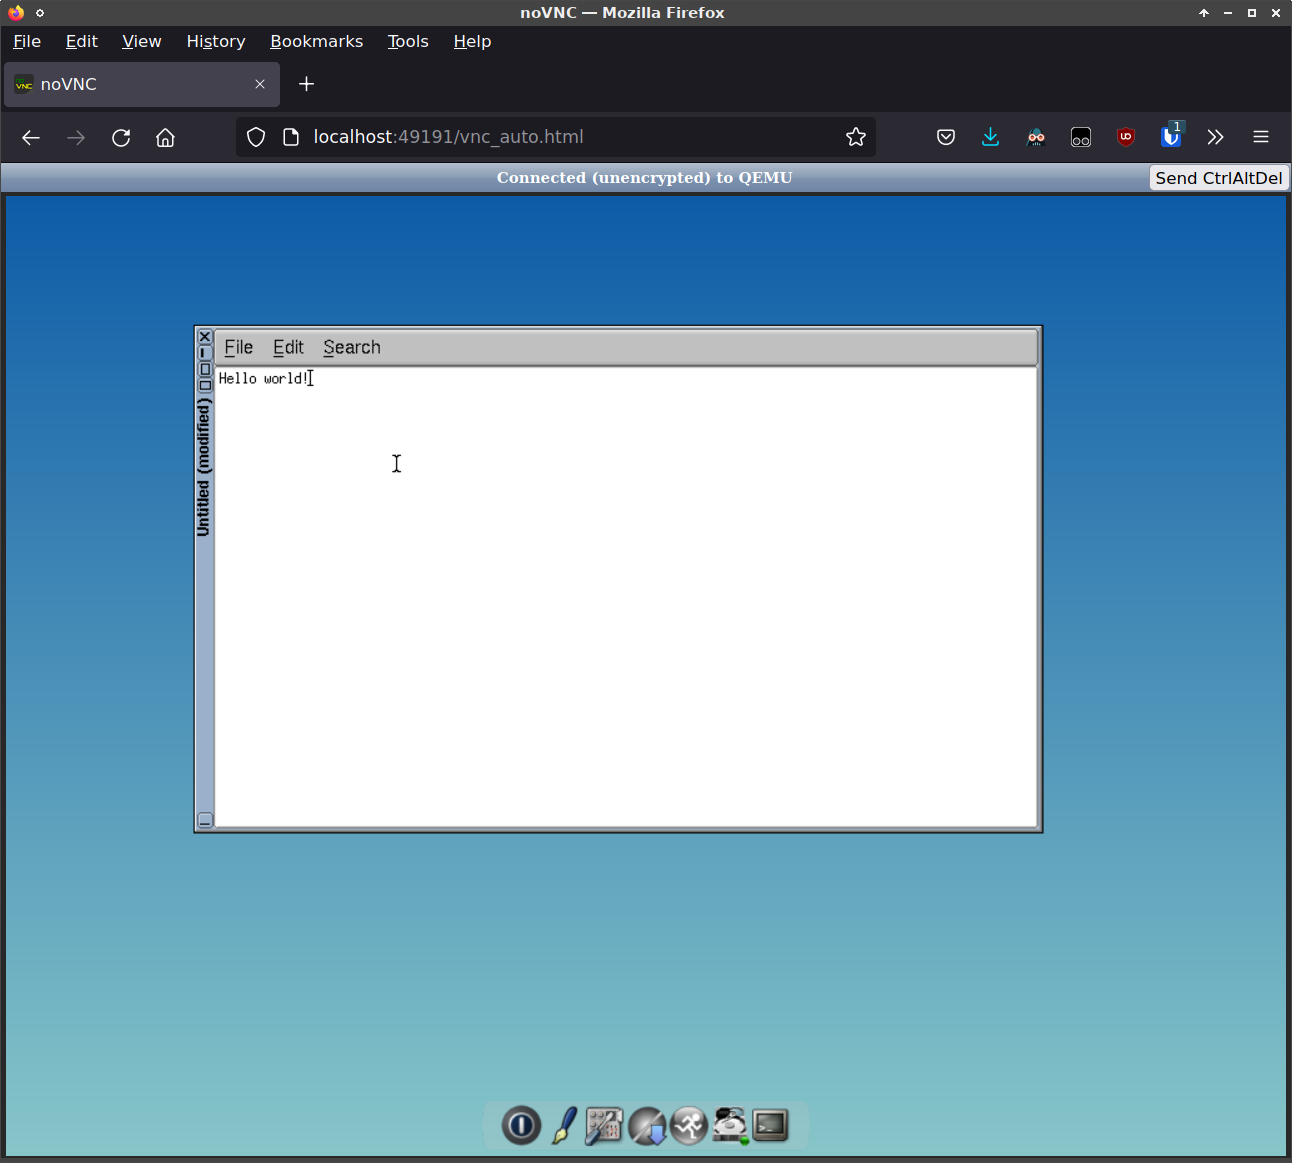 noVNC — Mozilla Firefox
File Edit View History Bookmarks Tools Help
noVNC
localhost:49191/vnc_auto.html
1
Connected (unencrypted) to QEMU
Send CtrlAltDel
File Edit Search
Hello world!
Untitled (modified)